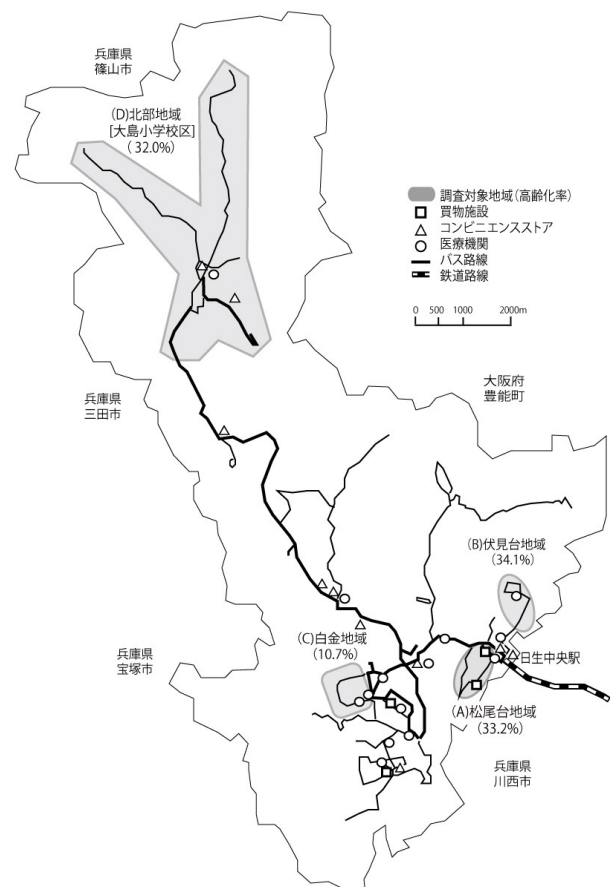 兵庫県
篠山市
(D)北部地域
[大島小学校区]
(32.0%)
調査対象地域(高齢化率)
買物施設
コンビニエンスストア
医療機関
バス路線
鉄道路線
0 500 1000 2000m
大阪府
豊能町
兵庫県
三田市
(B)伏見台地域
(34.1%)
(C)白金地域
(10.7%)
日生中央駅
兵庫県
宝塚市
(A)松尾台地域
(33.2%)
兵庫県
川西市